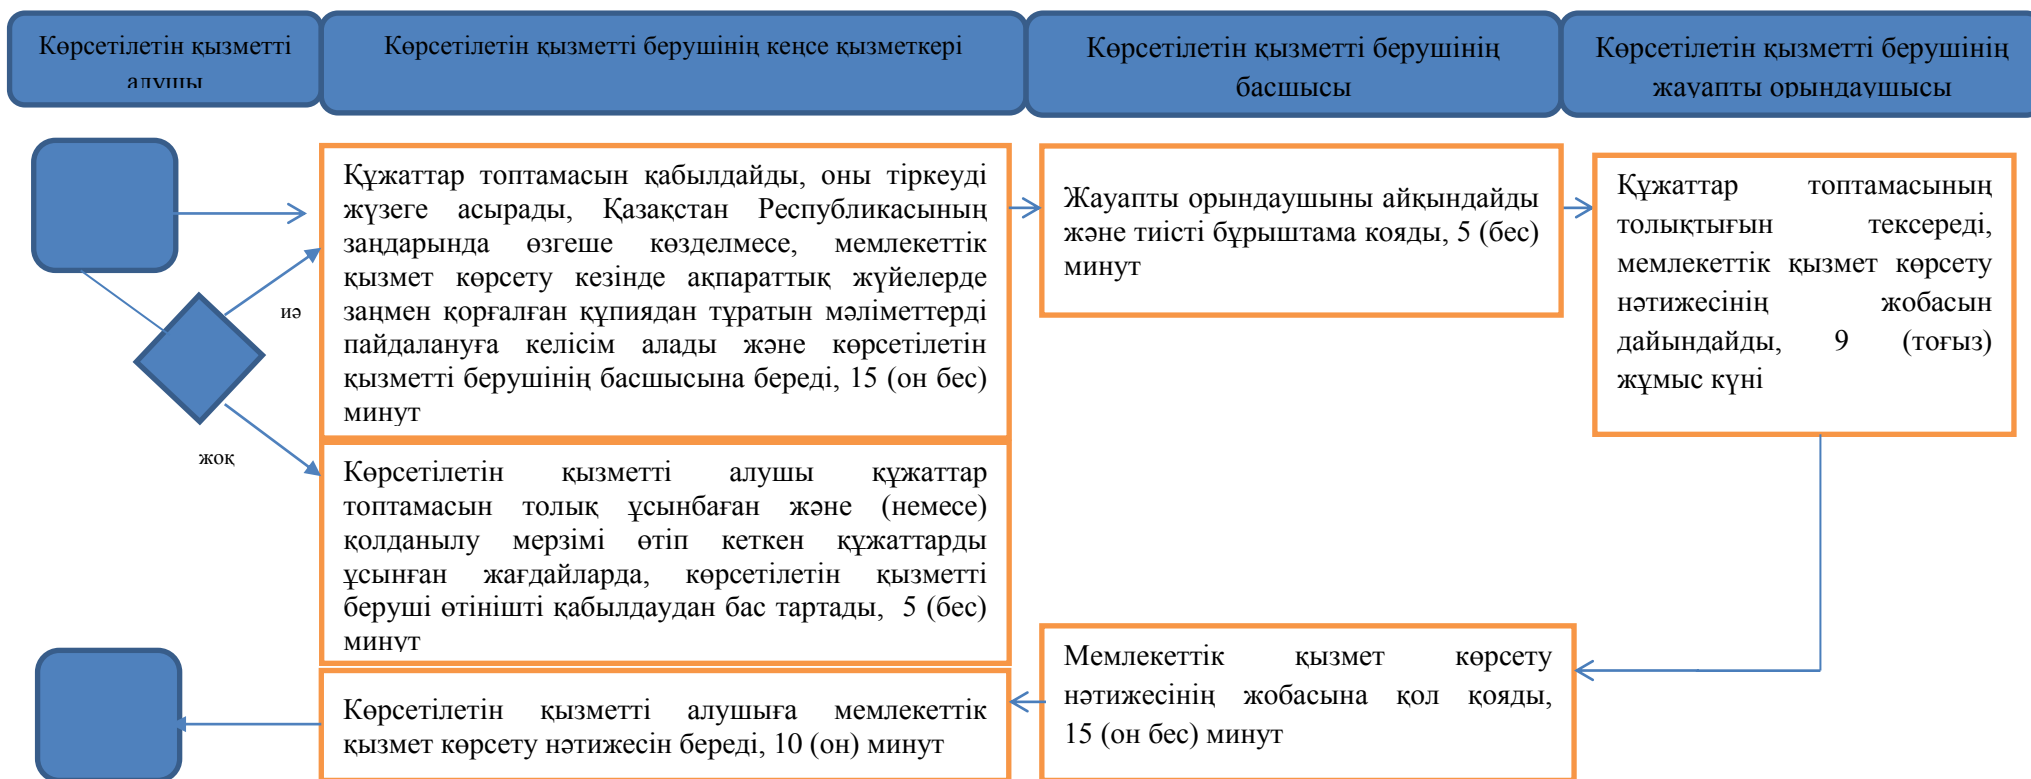 Көрсетілетін қызметті
алушы
Көрсетілетін қызметті берушінің кеңсе қызметкері
Көрсетілетін қызметті берушінің
басшысы
Көрсетілетін қызметті берушінің
жауапты орындаушысы
Құжаттар топтамасын қабылдайды, оны тіркеуді
жүзеге асырады, Қазақстан Республикасының
заңдарында өзгеше көзделмесе, мемлекеттік
қызмет көрсету кезінде ақпараттық жүйелерде
заңмен қорғалған құпиядан тұратын мәліметтерді
пайдалануға келісім алады және көрсетілетін
қызметті берушінің басшысына береді, 15 (он бес)
минут
Жауапты орындаушыны айқындайды
және тиісті бұрыштама кояды, 5 (бес)
минут
Құжаттар топтамасының
толықтығын тексереді,
мемлекеттік қызмет көрсету
нәтижесінің жобасын
дайындайды, 9 (тоғыз)
жұмыс күні
иә
жоқ
Көрсетілетін қызметті алушы құжаттар
топтамасын толық ұсынбаған және (немесе)
қолданылу мерзімі өтіп кеткен құжаттарды
ұсынған жағдайларда, көрсетілетін қызметті
беруші өтінішті қабылдаудан бас тартады, 5 (бес)
минут
Мемлекеттік қызмет көрсету
нәтижесінің жобасына қол қояды,
15 (он бес) минут
Көрсетілетін қызметті алушыға мемлекеттік
қызмет көрсету нәтижесін береді, 10 (он) минут